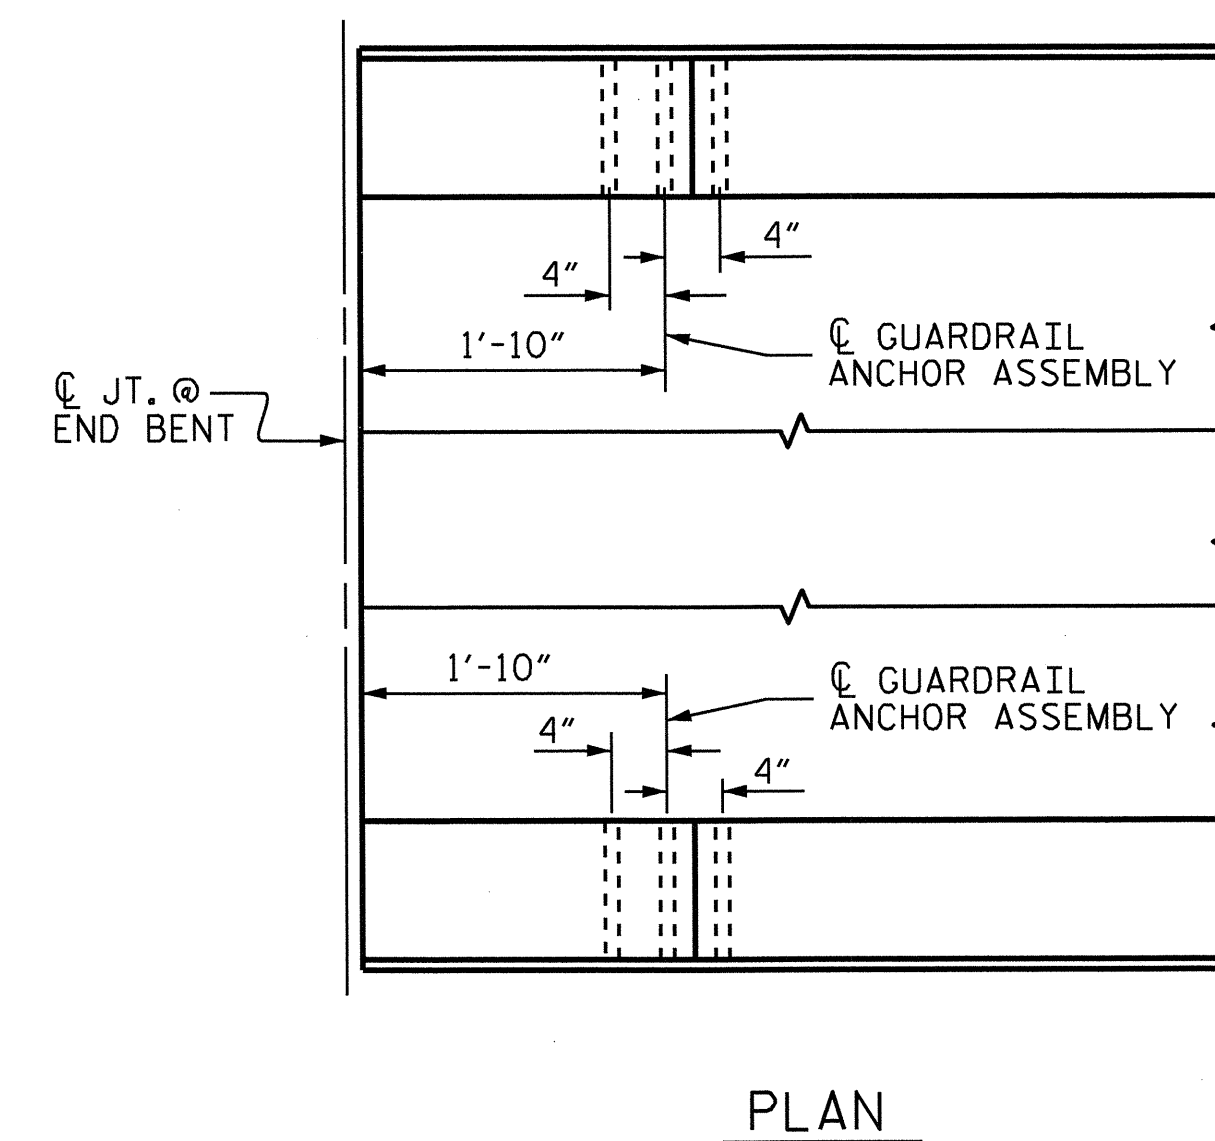 4"
4"
1'-10"
℄ GUARDRAIL
ANCHOR ASSEMBLY
℄ JT. @
END BENT
1'-10"
℄ GUARDRAIL
ANCHOR ASSEMBLY
4"
4"
PLAN